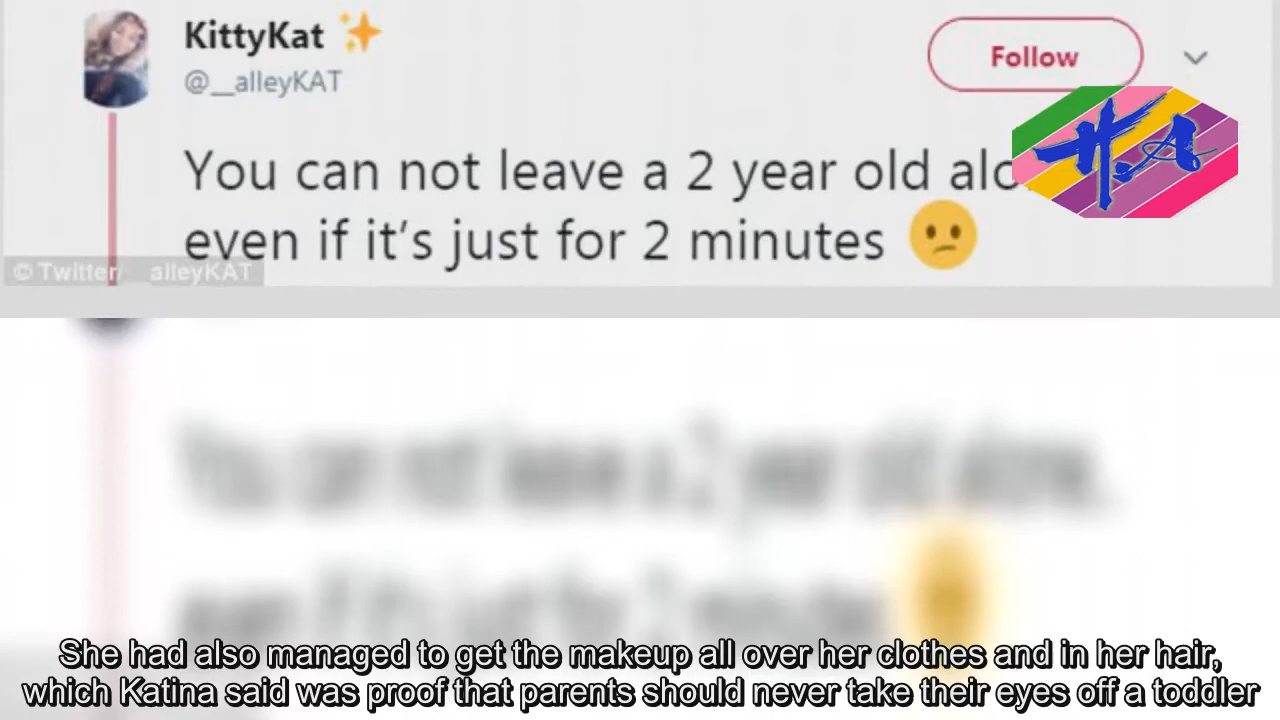 KittyKat
@__alleyKAT
Follow
H.A
You can not leave a 2 year old alo
even if it's just for 2 minutes
© Twitter alleyKAT
She had also managed to get the makeup all over her clothes and in her hair,
which Katina said was proof that parents should never take their eyes off a toddler